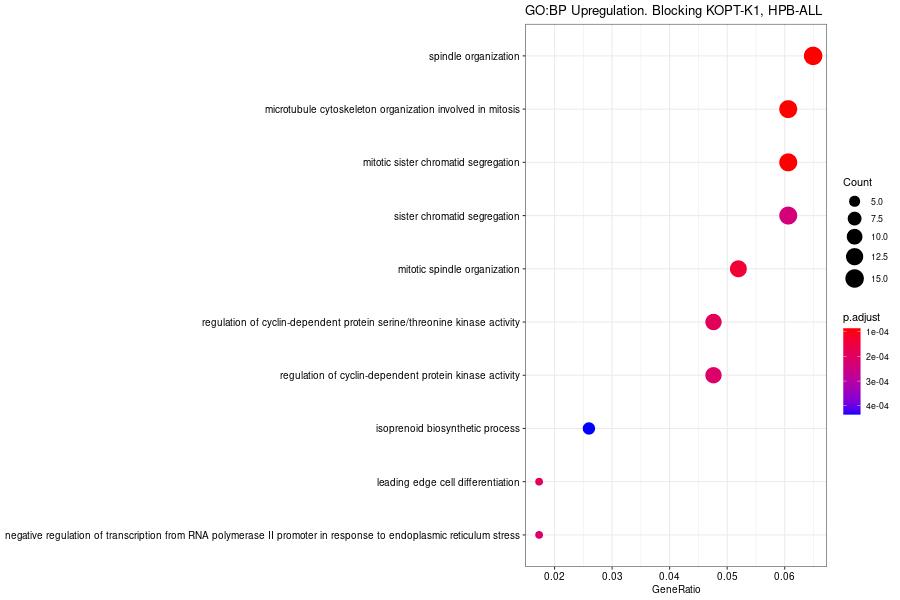 GO:BP Upregulation. Blocking KOPT-K1, HPB-ALL
spindle organization
microtubule cytoskeleton organization involved in mitosis
mitotic sister chromatid segregation
sister chromatid segregation
mitotic spindle organization
regulation of cyclin-dependent protein serine/threonine kinase activity
regulation of cyclin-dependent protein kinase activity
isoprenoid biosynthetic process
leading edge cell differentiation
negative regulation of transcription from RNA polymerase II promoter in response to endoplasmic reticulum stress
0.02 0.03 0.04 0.05 0.06
GeneRatio
Count
5.0
7.5
10.0
12.5
15.0
p.adjust
1e-04
2e-04
3e-04
4e-04